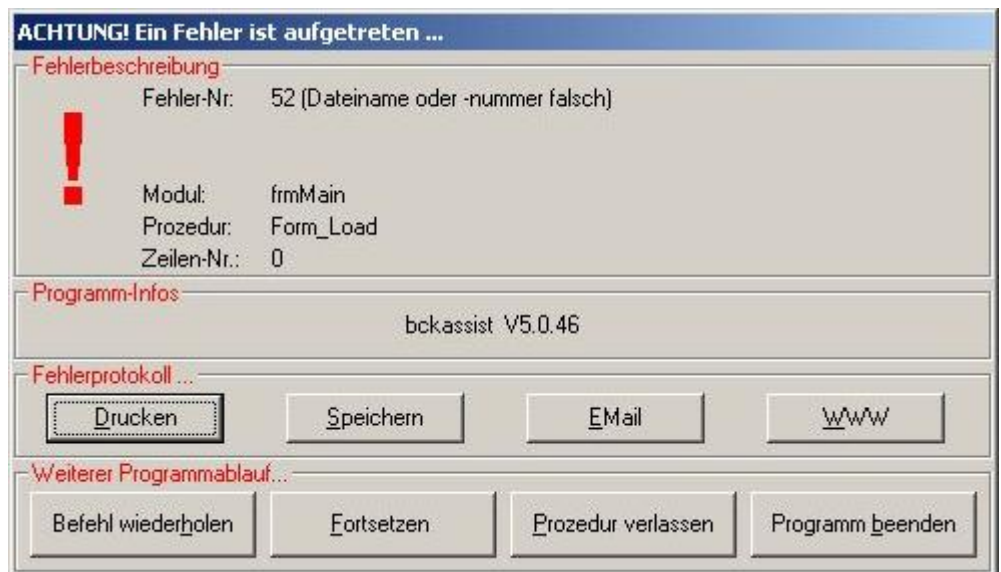 ACHTUNG! Ein Fehler ist aufgetreten ...
Fehlerbeschreibung
!
Fehler-Nr: 52 (Dateiname oder -nummer falsch)
Modul: frmMain
Prozedur: Form_Load
Zeilen-Nr.: 0
Programm-Infos
bckassist V5.0.46
Fehlerprotokoll ...
Drucken Speichern EMail WWW
Weiterer Programmablauf...
Befehl wiederholen Fortsetzen Prozedur verlassen Programm beenden